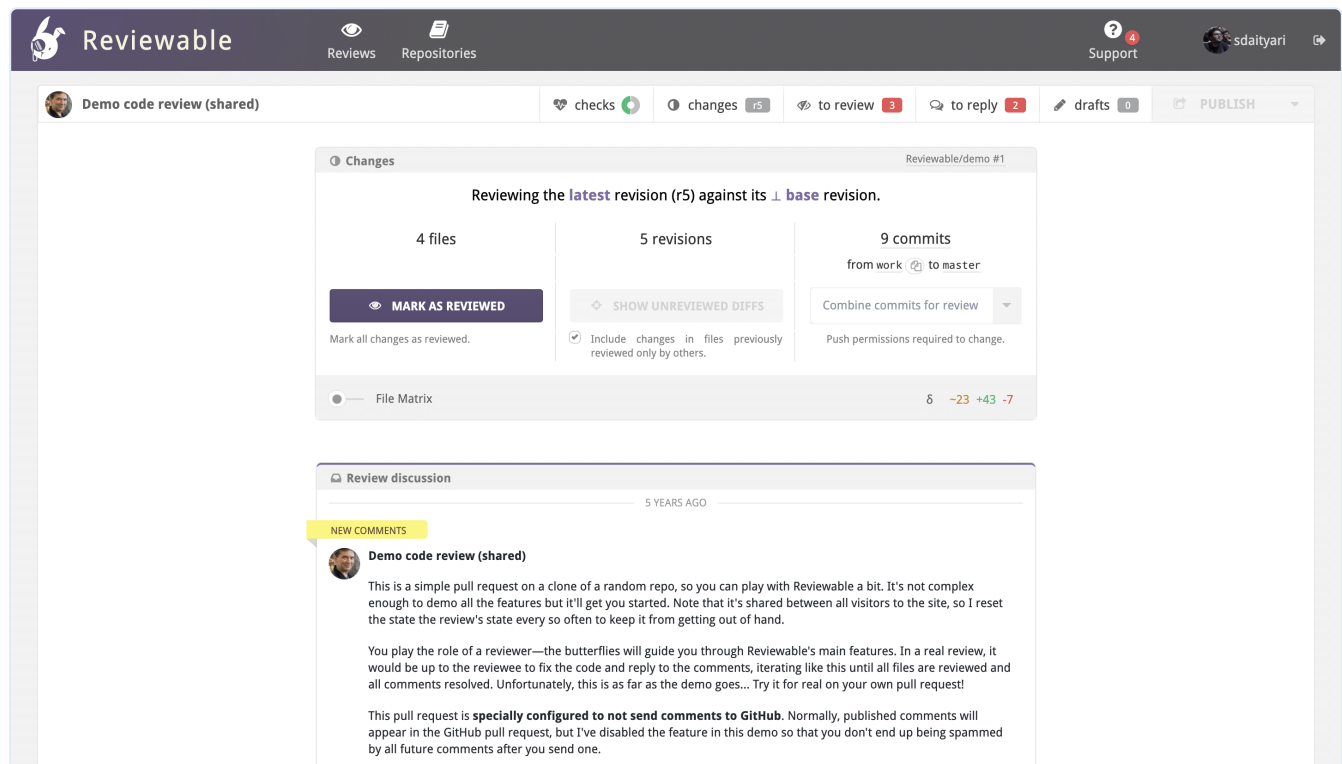 Reviewable
Reviews
Repositories
4
Support
sdaityari
Demo code review (shared)
checks
changes r5
to review 3
to reply 2
drafts 0
PUBLISH
Changes
Reviewable/demo #1
Reviewing the latest revision (r5) against its ⊥ base revision.
4 files
5 revisions
9 commits
from work to master
MARK AS REVIEWED
SHOW UNREVIEWED DIFFS
Combine commits for review
Mark all changes as reviewed.
Include changes in files previously
reviewed only by others.
Push permissions required to change.
File Matrix
δ ~23 +43 -7
Review discussion
5 YEARS AGO
NEW COMMENTS
Demo code review (shared)
This is a simple pull request on a clone of a random repo, so you can play with Reviewable a bit. It's not complex
enough to demo all the features but it'll get you started. Note that it's shared between all visitors to the site, so I reset
the state the review's state every so often to keep it from getting out of hand.
You play the role of a reviewer—the butterflies will guide you through Reviewable's main features. In a real review, it
would be up to the reviewee to fix the code and reply to the comments, iterating like this until all files are reviewed and
all comments resolved. Unfortunately, this is as far as the demo goes... Try it for real on your own pull request!
This pull request is specially configured to not send comments to GitHub. Normally, published comments will
appear in the GitHub pull request, but I've disabled the feature in this demo so that you don't end up being spammed
by all future comments after you send one.